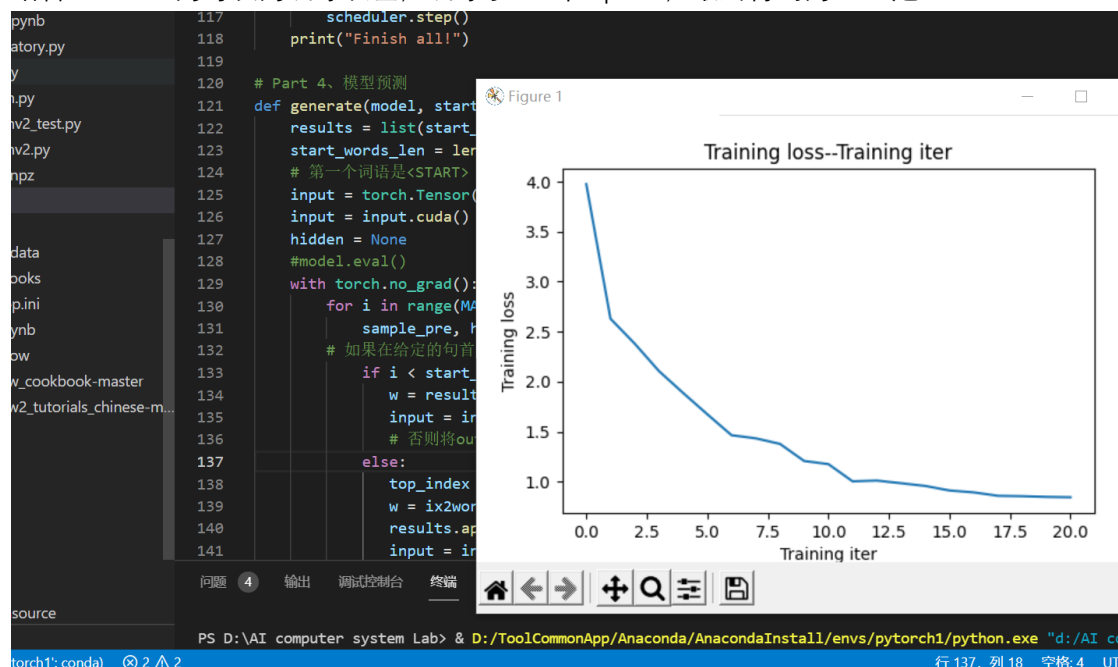 pynb
atory.py
y
.py
nv2_test.py
nv2.py
npz
data
ooks
p.ini
ynb
ow
w_cookbook-master
w2_tutorials_chinese-m...
source
117 scheduler.step()
118 print("Finish all!")
119
120 # Part 4、模型预测
121 def generate(model, start
122 results = list(start_
123 start_words_len = len
124 # 第一个词语是<START>
125 input = torch.Tensor(
126 input = input.cuda()
127 hidden = None
128 #model.eval()
129 with torch.no_grad():
130 for i in range(MA
131 sample_pre, h
132 # 如果在给定的句首
133 if i < start_
134 w = result
135 input = in
136 # 否则将ou
137 else:
138 top_index
139 w = ix2wor
140 results.ap
141 input = in
Figure 1
Training loss--Training iter
Training loss
4.0
3.5
3.0
2.5
2.0
1.5
1.0
0.0 2.5 5.0 7.5 10.0 12.5 15.0 17.5 20.0
Training iter
问题 4 输出 调试控制台 终端
PS D:\AI computer system Lab> & D:/ToolCommonApp/Anaconda/AnacondaInstall/envs/pytorch1/python.exe "d:/AI co
torch1': conda) 2 2 行 137，列 18 空格: 4 UT